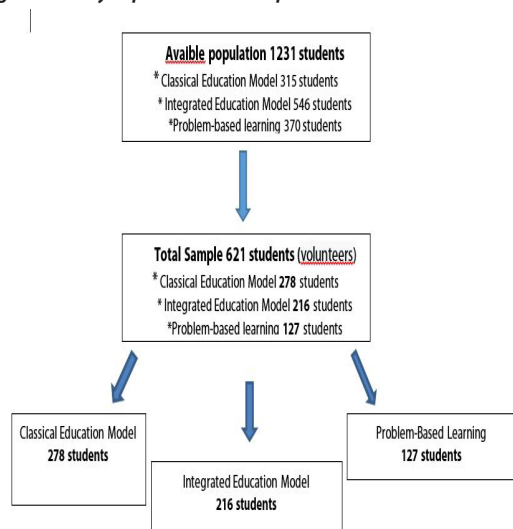 Avaible population 1231 students
* Classical Education Model 315 students
* Integrated Education Model 546 students
*Problem-based learning 370 students
Total Sample 621 students (volunteers)
* Classical Education Model 278 students
* Integrated Education Model 216 students
*Problem-based learning 127 students
Classical Education Model
278 students
Problem-Based Learning
127 students
Integrated Education Model
216 students